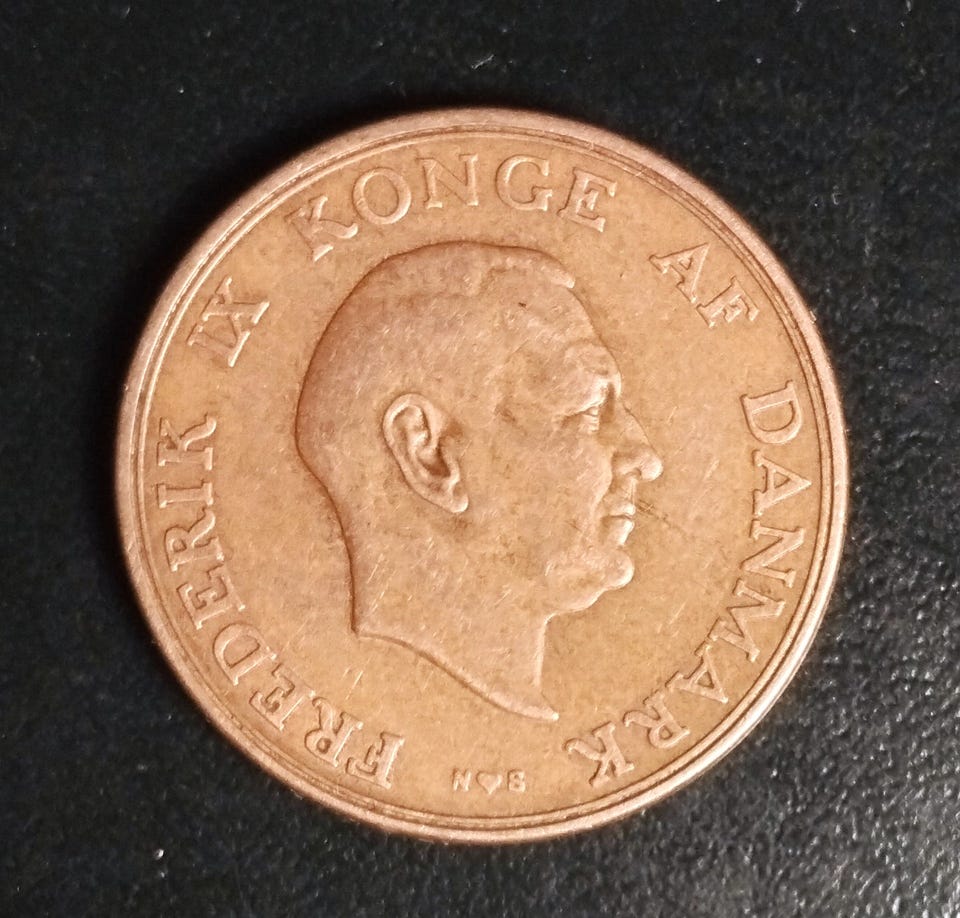 FREDERIK IX KONGE AF DANMARK
N♥S